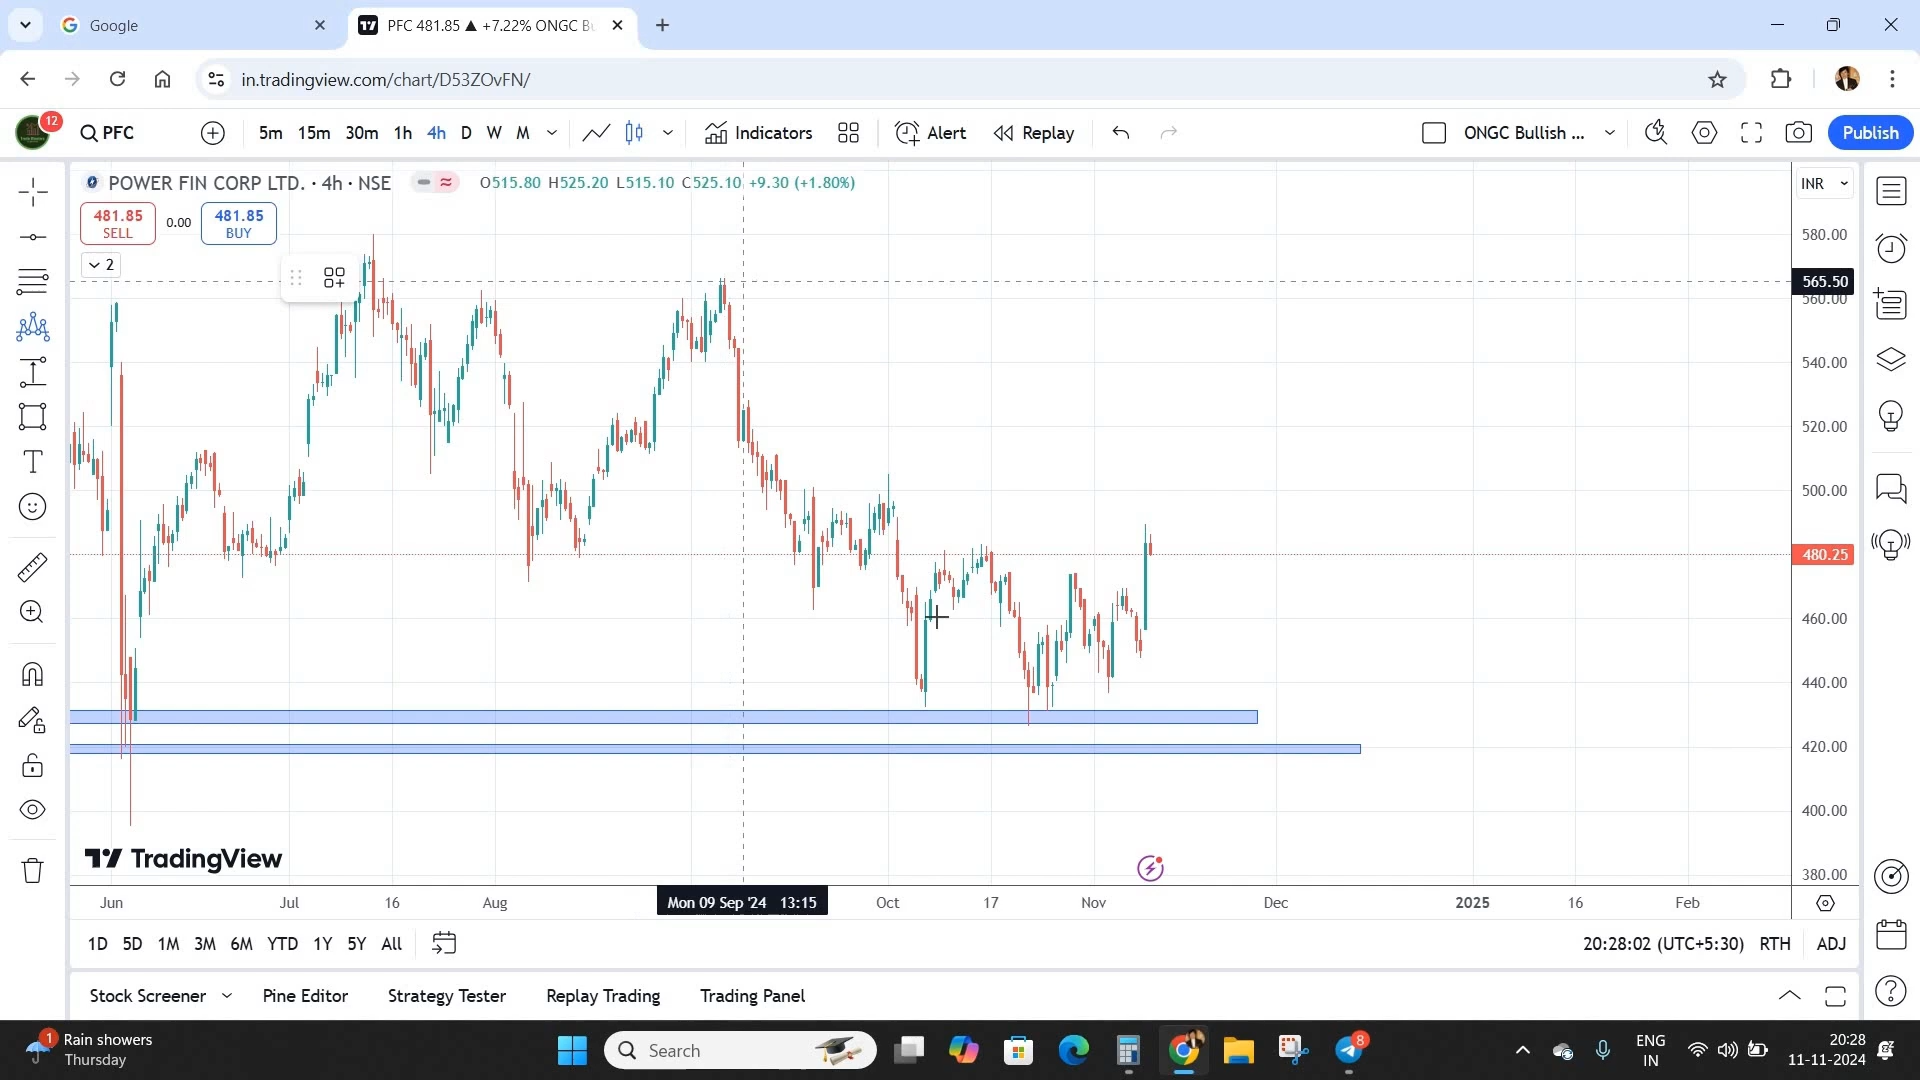 Google
PFC 481.85 ▲ +7.22% ONGC Bu
in.tradingview.com/chart/D53ZOvFN/
12
PFC
5m 15m 30m 1h 4h D W M
Indicators
Alert
Replay
ONGC Bullish ...
Publish
POWER FIN CORP LTD. · 4h · NSE
O515.80 H525.20 L515.10 C525.10 +9.30 (+1.80%)
INR
481.85
SELL
0.00
481.85
BUY
2
580.00
565.50
560.00
540.00
520.00
500.00
480.25
460.00
440.00
420.00
400.00
380.00
TradingView
Jun Jul 16 Aug Mon 09 Sep '24 13:15 Oct 17 Nov Dec 2025 16 Feb
1D 5D 1M 3M 6M YTD 1Y 5Y All
20:28:02 (UTC+5:30) RTH ADJ
Stock Screener Pine Editor Strategy Tester Replay Trading Trading Panel
1
Rain showers
Thursday
Search
8
ENG
IN
20:28
11-11-2024